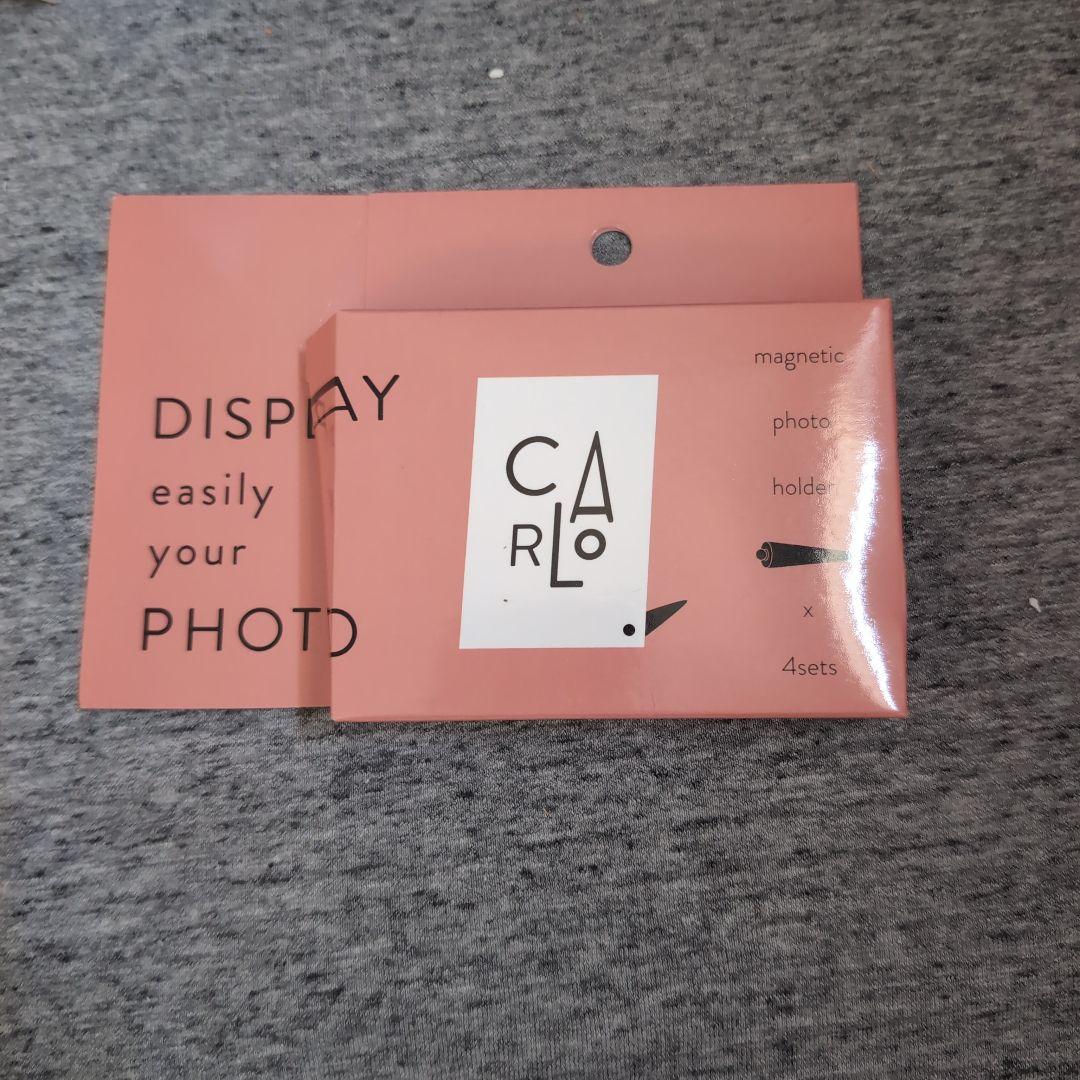 DISPLAY
easily
your
PHOTO
CA
RLO
magnetic
photo
holder
x
4sets